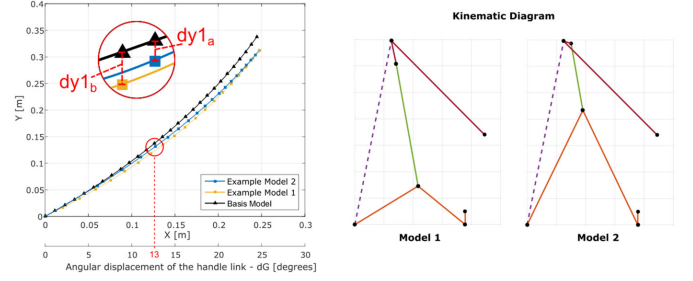 0.4
0.35
0.3
0.25
0.2
0.15
0.1
0.05
0
Y [m]
dy1a
dy1b
Example Model 2
Example Model 1
Basis Model
0 0.05 0.1 0.15 0.2 0.25 0.3
X [m]
0 5 10 13 15 20 25 30
Angular displacement of the handle link - dG [degrees]
Kinematic Diagram
Model 1
Model 2